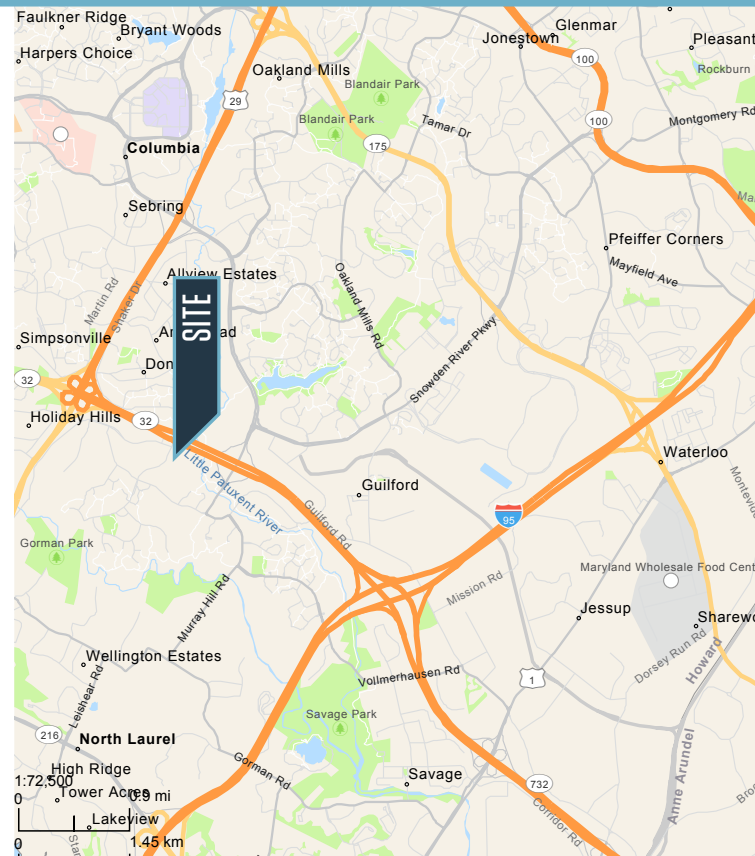 Faulkner Ridge
Bryant Woods
Harpers Choice
Jonestown
Glenmar
Pleasant
100
Rockburn
Oakland Mills
Blandair Park
29
Blandair Park
Tamar Dr
100
Montgomery Rd
175
Columbia
Sebring
Pfeiffer Corners
Mayfield Ave
Allview Estates
Oakland Mills Rd
Martin Rd
Shaker Dr
SITE
Simpsonville
Snowden River Pkwy
32
Holiday Hills
32
Waterloo
Little Patuxent River
Guilford
Guilford Rd
95
Gorman Park
Maryland Wholesale Food Cent
Mission Rd
Murray Hill Rd
Jessup
Dorsey Run Rd
Howard
Wellington Estates
Vollmerhausen Rd
1
Leishear Rd
Savage Park
216
North Laurel
Anne Arundel
High Ridge
Gorman Rd
Savage
732
Corridor Rd
1:72,500
Tower Acres
0
0.9 mi
Lakeview
0
1.45 km